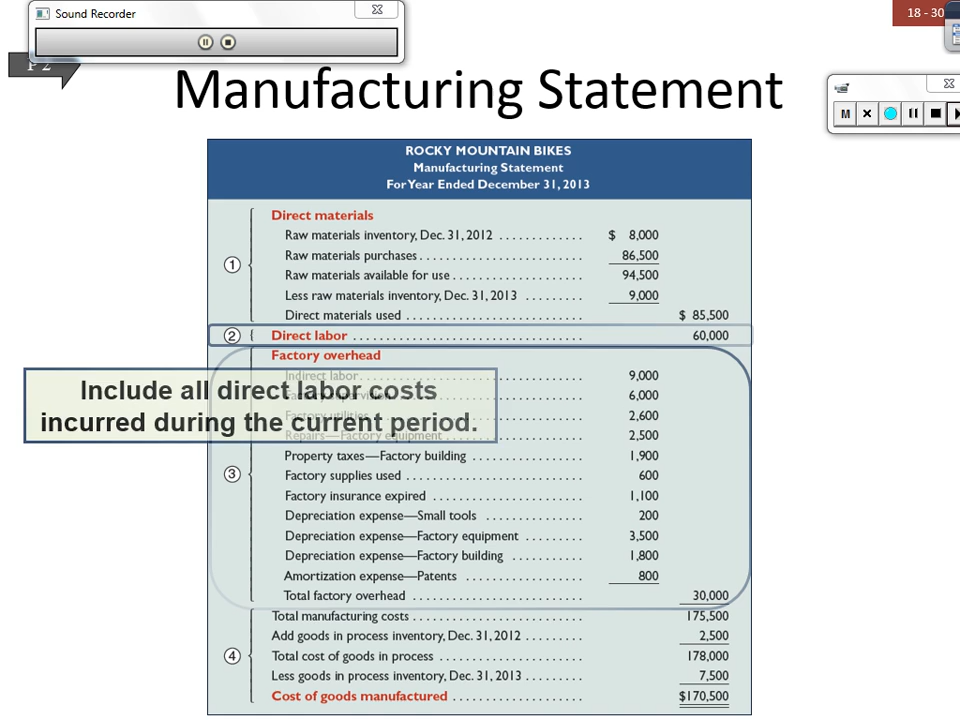 Sound Recorder
18 - 30
P 2
Manufacturing Statement
M
ROCKY MOUNTAIN BIKES
Manufacturing Statement
For Year Ended December 31, 2013
Direct materials
Raw materials inventory, Dec. 31, 2012 . . . . . . . . . . . . . $ 8,000
Raw materials purchases . . . . . . . . . . . . . . . . . . . . . . . . . 86,500
Raw materials available for use . . . . . . . . . . . . . . . . . . . . 94,500
1 Less raw materials inventory, Dec. 31, 2013 . . . . . . . . . 9,000
Direct materials used . . . . . . . . . . . . . . . . . . . . . . . . . . . $ 85,500
2 Direct labor . . . . . . . . . . . . . . . . . . . . . . . . . . . . . . . . . . . 60,000
Factory overhead
Indirect labor . . . . . . . . . . . . . . . . . . . . . . . . . . . . . . . . . . 9,000
Include all direct labor costs
6,000
Factory utilities 2,600
incurred during the current period.
Repairs—Factory equipment . . . . . . . . . . . . . . . . . . . . . 2,500
Property taxes—Factory building . . . . . . . . . . . . . . . . . 1,900
3 Factory supplies used . . . . . . . . . . . . . . . . . . . . . . . . . . . 600
Factory insurance expired . . . . . . . . . . . . . . . . . . . . . . . 1,100
Depreciation expense—Small tools . . . . . . . . . . . . . . . 200
Depreciation expense—Factory equipment . . . . . . . . . 3,500
Depreciation expense—Factory building . . . . . . . . . . . 1,800
Amortization expense—Patents . . . . . . . . . . . . . . . . . . 800
Total factory overhead . . . . . . . . . . . . . . . . . . . . . . . . . . 30,000
Total manufacturing costs . . . . . . . . . . . . . . . . . . . . . . . . . . 175,500
Add goods in process inventory, Dec. 31, 2012 . . . . . . . . . 2,500
4 Total cost of goods in process . . . . . . . . . . . . . . . . . . . . . . 178,000
Less goods in process inventory, Dec. 31, 2013 . . . . . . . . . 7,500
Cost of goods manufactured . . . . . . . . . . . . . . . . . . . . $170,500